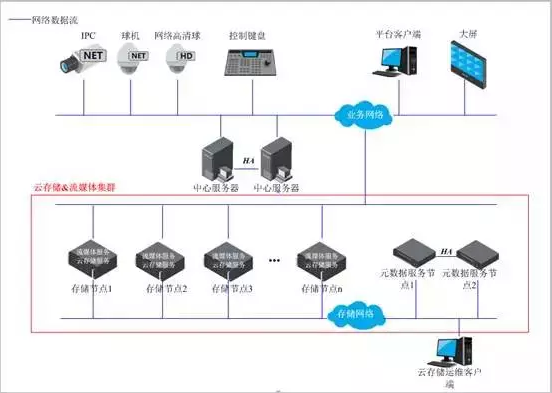 网络数据流
IPC
球机
网络高清球
控制键盘
平台客户端
大屏
NET
NET
HD
业务网络
HA
中心服务器
中心服务器
云存储&流媒体集群
流媒体服务
云存储服务
流媒体服务
云存储服务
流媒体服务
云存储服务
流媒体服务
云存储服务
...
HA
存储节点1
存储节点2
存储节点3
存储节点n
元数据服务节
点1
元数据服务节
点2
存储网络
云存储运维客户
端